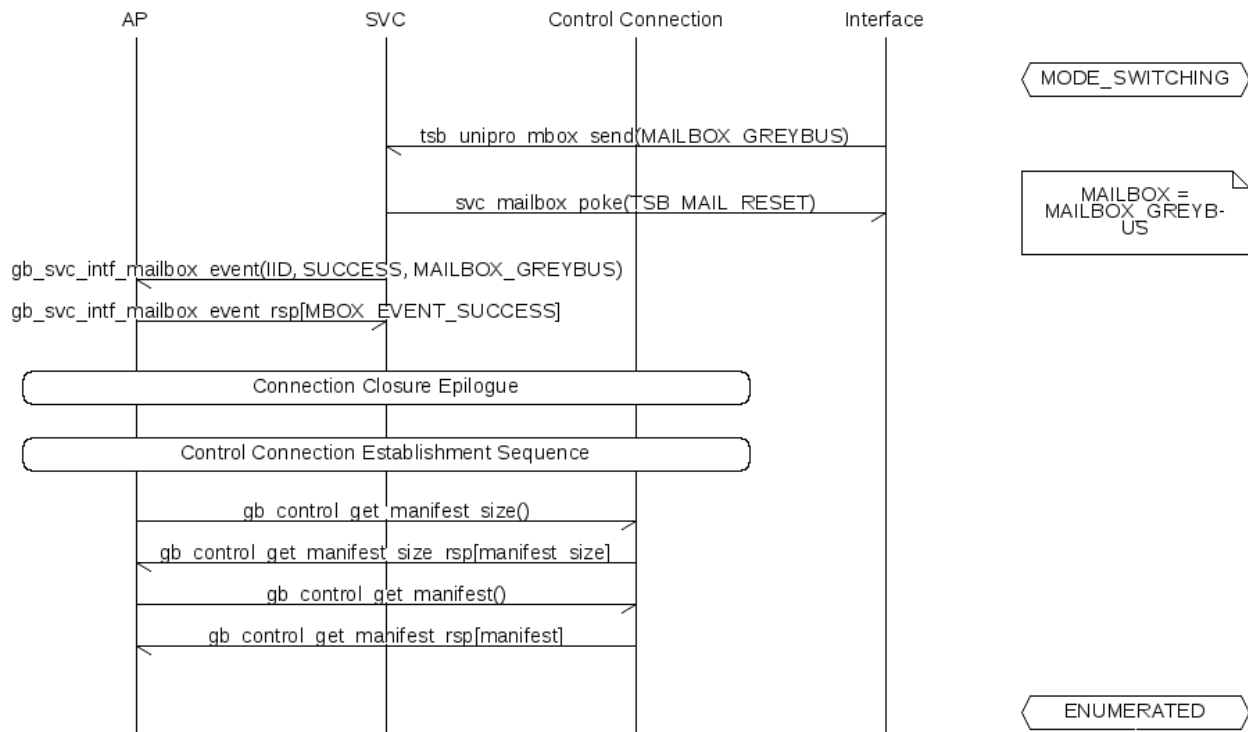 AP SVC Control Connection Interface
MODE_SWITCHING
tsb_unipro_mbox_send(MAILBOX_GREYBUS)
svc_mailbox_poke(TSB_MAIL_RESET)
MAILBOX =
MAILBOX_GREYB-
US
gb_svc_intf_mailbox_event(IID, SUCCESS, MAILBOX_GREYBUS)
gb_svc_intf_mailbox_event_rsp[MBOX_EVENT_SUCCESS]
Connection Closure Epilogue
Control Connection Establishment Sequence
gb_control_get_manifest_size()
gb_control_get_manifest_size_rsp[manifest_size]
gb_control_get_manifest()
gb_control_get_manifest_rsp[manifest]
ENUMERATED